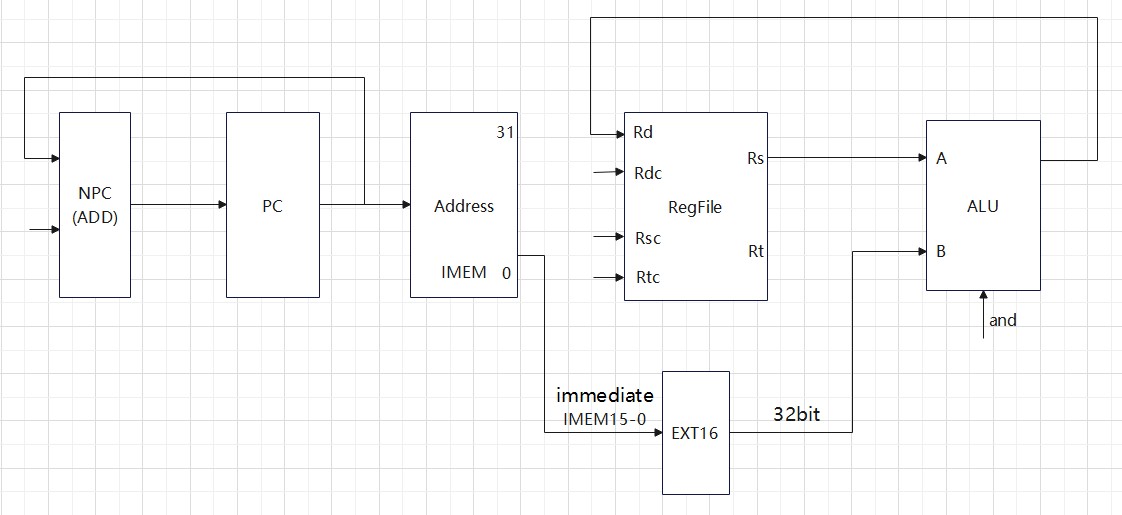 NPC
(ADD)
PC
31
Address
IMEM 0
Rd
Rdc
Rs
RegFile
Rsc
Rt
Rtc
A
ALU
B
and
immediate
IMEM15-0
EXT16
32bit